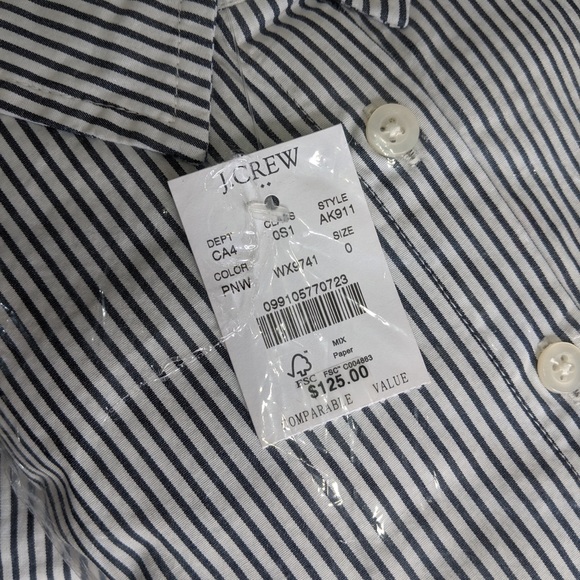 J.CREW
DEPT CLASS STYLE
CA4 0S1 AK911
COLOR SIZE
PNW WX9741 0
099105770723
MIX
Paper
FSC FSC® C004883
$125.00
COMPARABLE VALUE